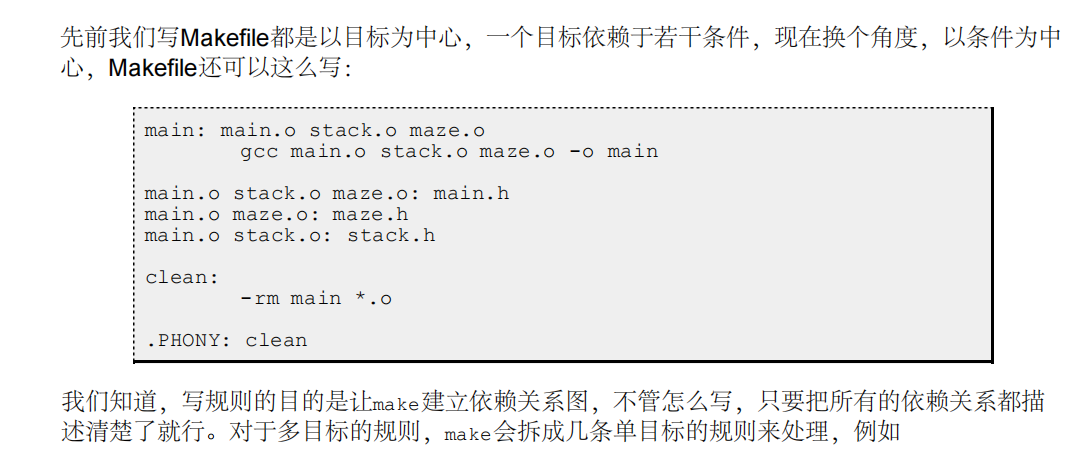 先前我们写Makefile都是以目标为中心，一个目标依赖于若干条件，现在换个角度，以条件为中
心，Makefile还可以这么写：
main: main.o stack.o maze.o
gcc main.o stack.o maze.o -o main
main.o stack.o maze.o: main.h
main.o maze.o: maze.h
main.o stack.o: stack.h
clean:
-rm main *.o
.PHONY: clean
我们知道，写规则的目的是让make建立依赖关系图，不管怎么写，只要把所有的依赖关系都描
述清楚了就行。对于多目标的规则，make会拆成几条单目标的规则来处理，例如